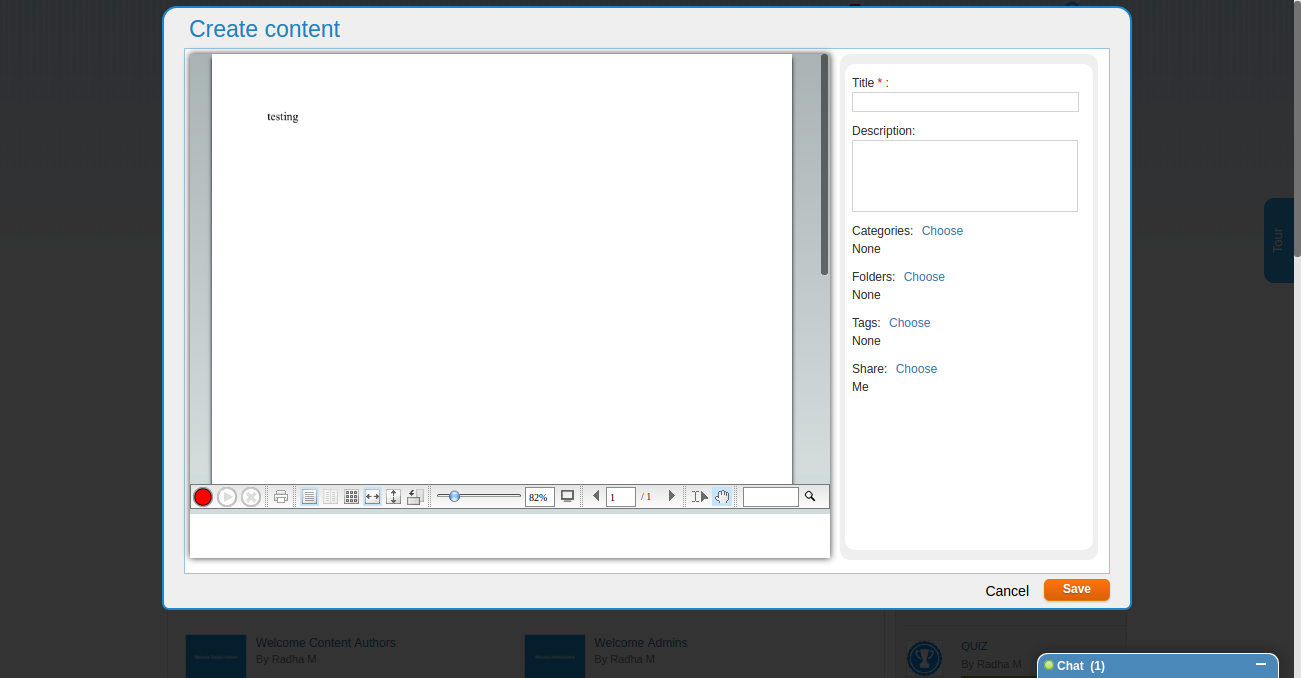 Create content
testing
Title * :
Description:
Categories: Choose
None
Folders: Choose
None
Tags: Choose
None
Share: Choose
Me
Tour
82%
1
/ 1
Cancel
Save
Welcome Content Authors
By Radha M
Welcome Admins
By Radha M
QUIZ
By Radha M
Chat (1)